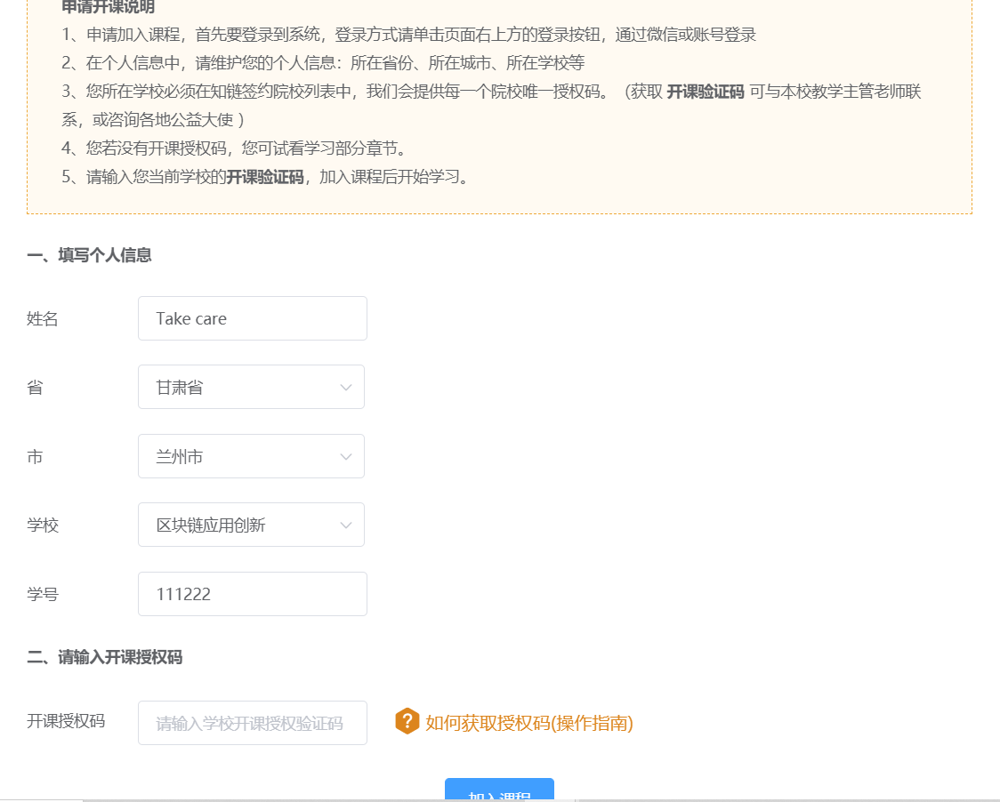 申请开课说明
1、申请加入课程，首先要登录到系统，登录方式请单击页面右上方的登录按钮，通过微信或账号登录
2、在个人信息中，请维护您的个人信息：所在省份、所在城市、所在学校等
3、您所在学校必须在知链签约院校列表中，我们会提供每一个院校唯一授权码。（获取 开课验证码 可与本校教学主管老师联
系，或咨询各地公益大使 ）
4、您若没有开课授权码，您可试看学习部分章节。
5、请输入您当前学校的开课验证码，加入课程后开始学习。
一、填写个人信息
姓名 Take care
省 甘肃省
市 兰州市
学校 区块链应用创新
学号 111222
二、请输入开课授权码
开课授权码 请输入学校开课授权验证码 ? 如何获取授权码(操作指南)
加入课程